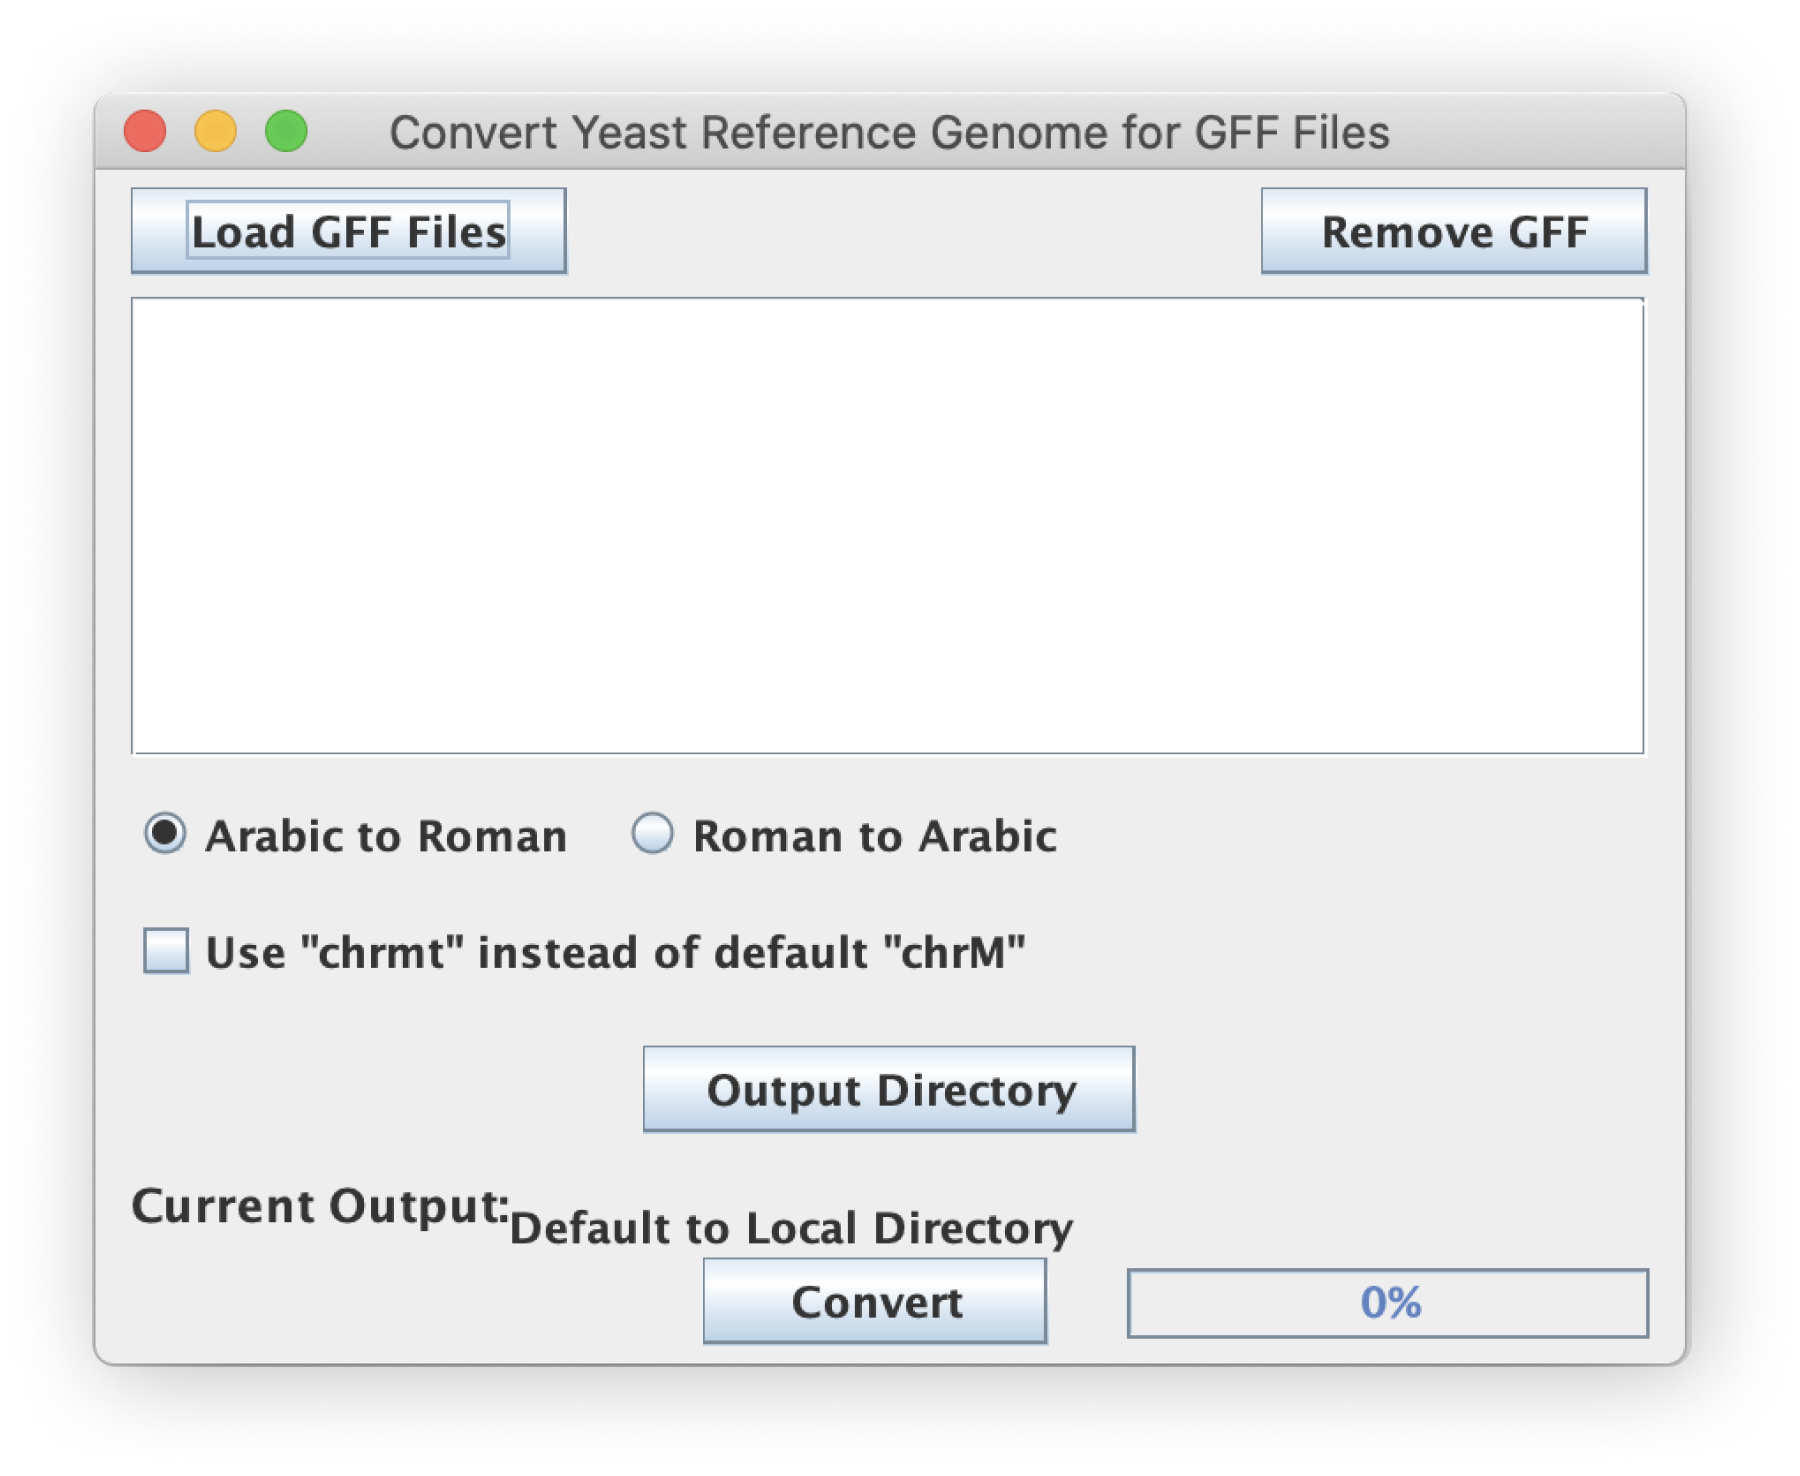 Convert Yeast Reference Genome for GFF Files
Load GFF Files
Remove GFF
Arabic to Roman
Roman to Arabic
Use "chrmt" instead of default "chrM"
Output Directory
Current Output:
Default to Local Directory
Convert
0%